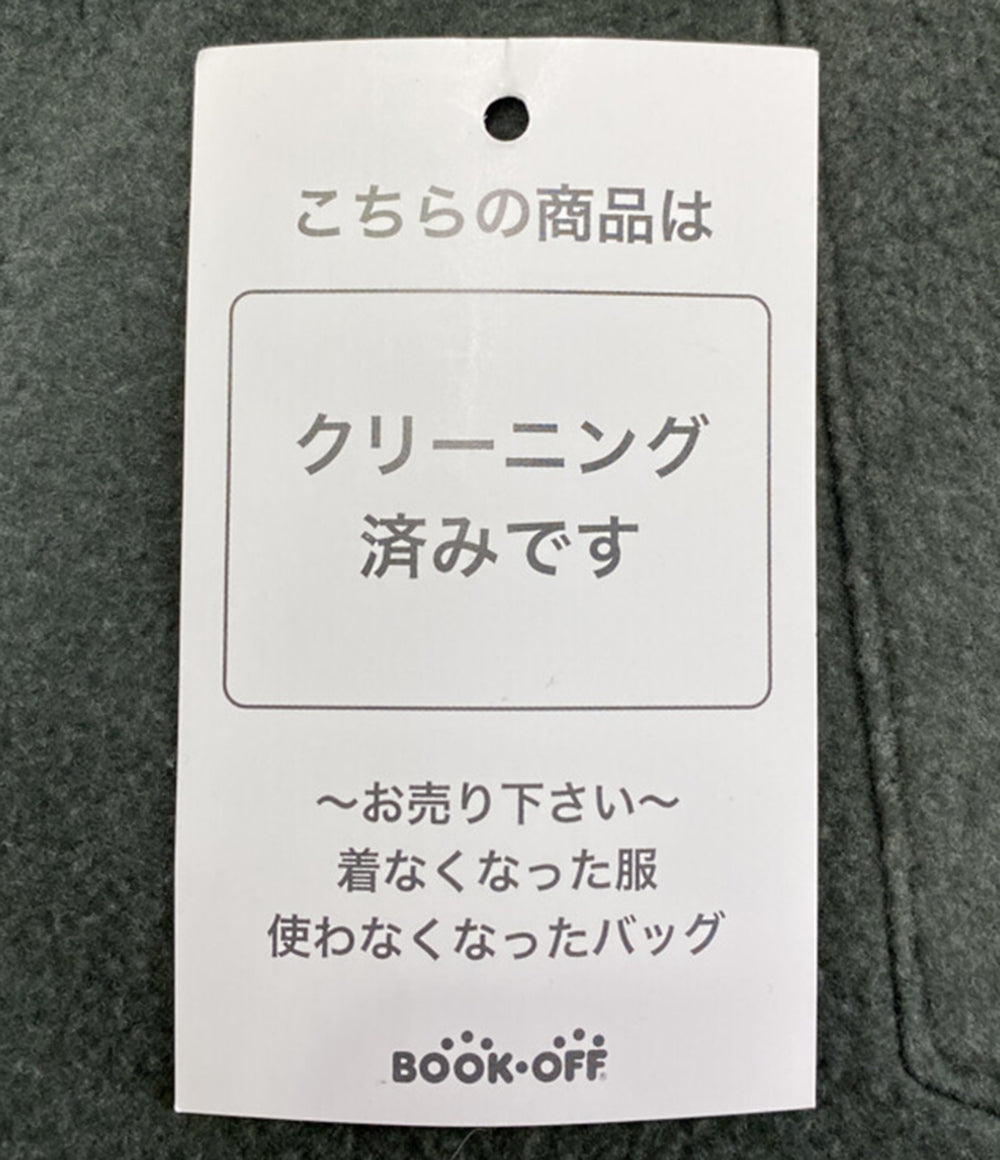 こちらの商品は
クリーニング
済みです
～お売り下さい～
着なくなった服
使わなくなったバッグ
BOOK・OFF